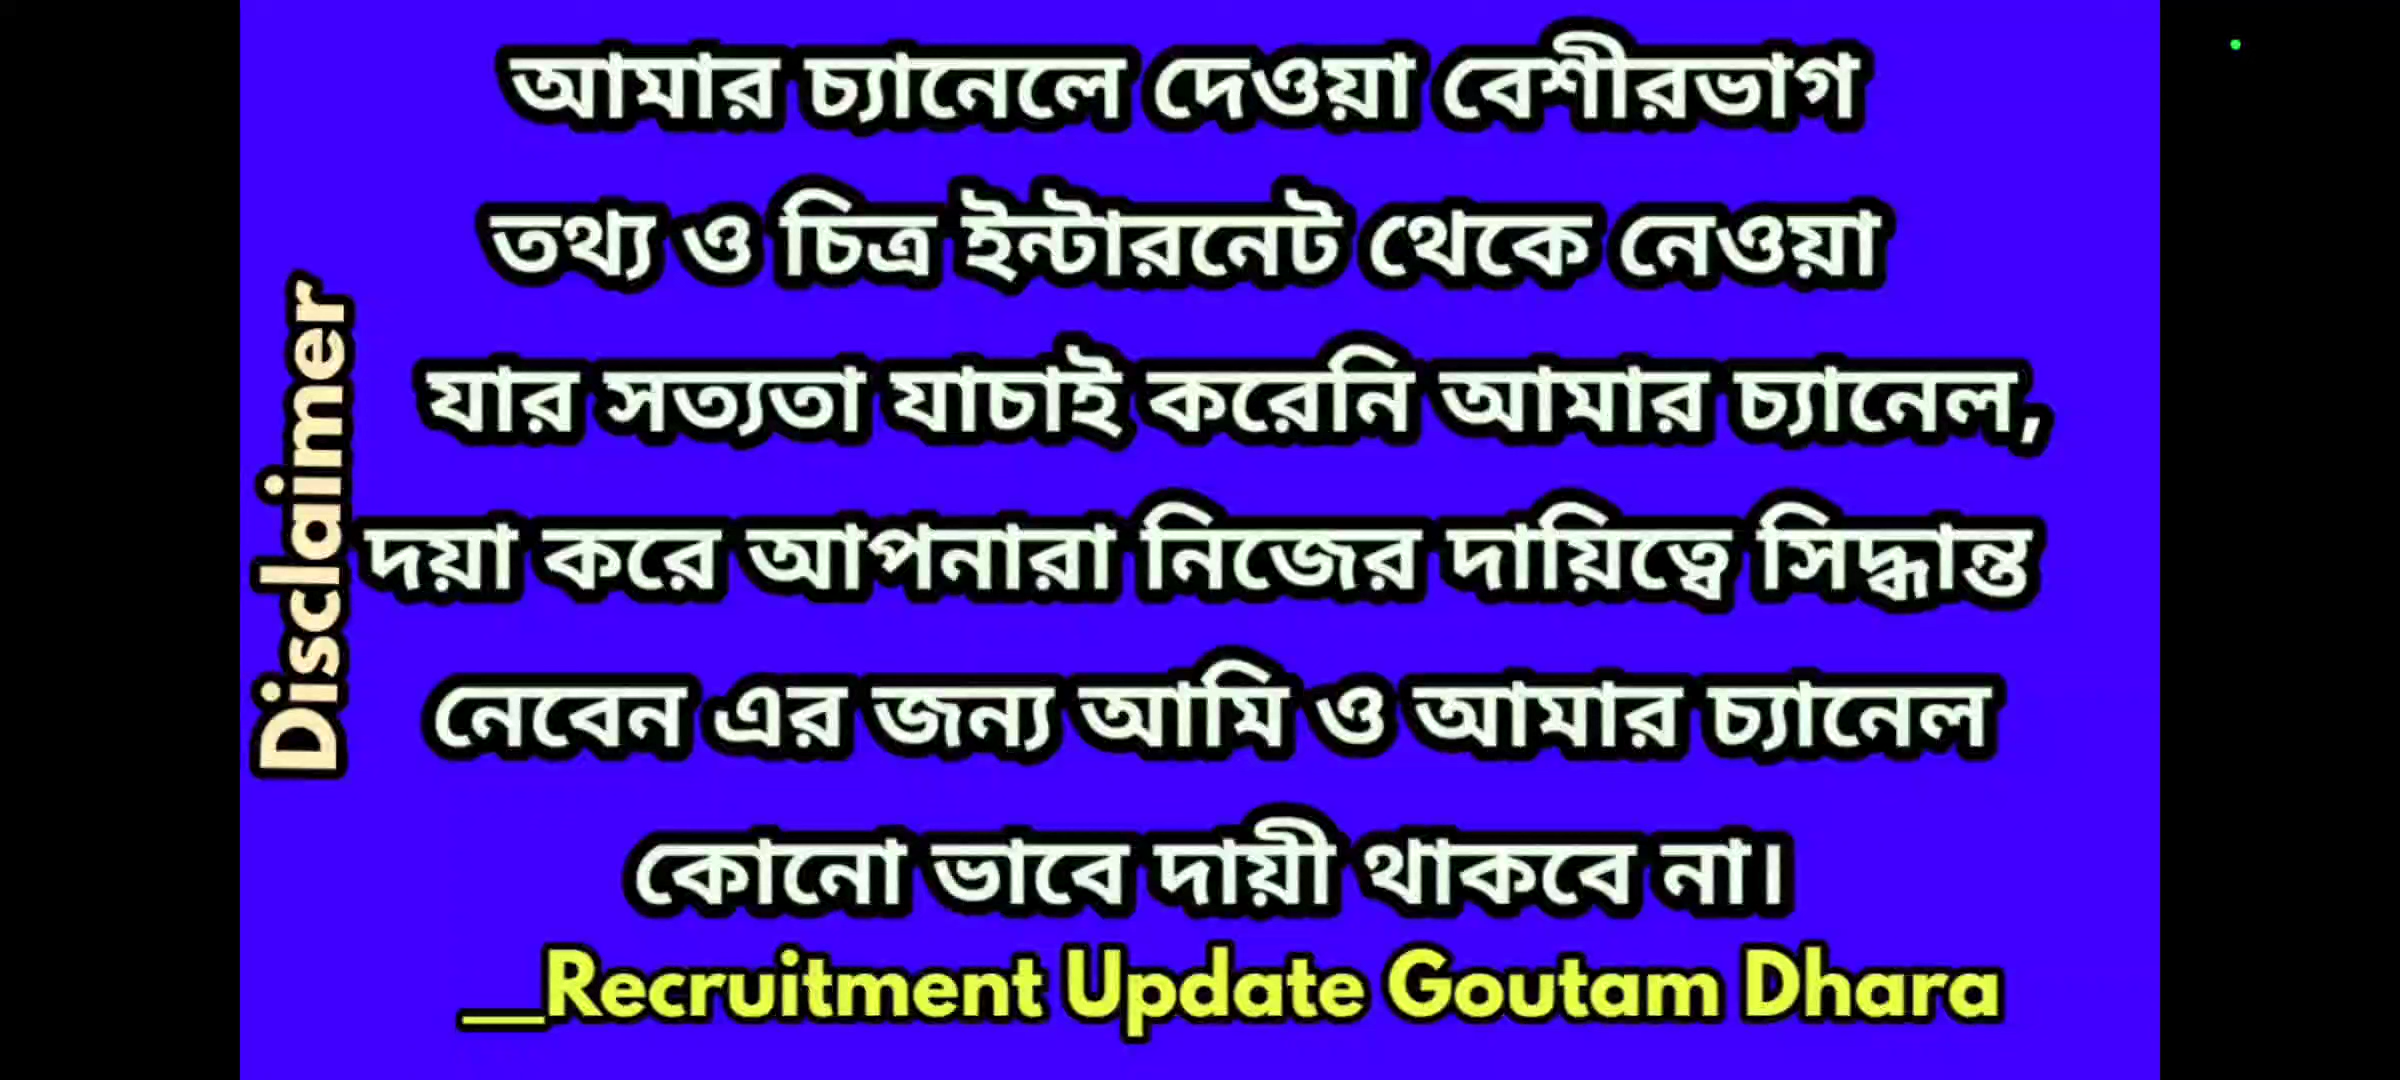 Disclaimer
আমার চ্যানেলে দেওয়া বেশীরভাগ
তথ্য ও চিত্র ইন্টারনেট থেকে নেওয়া
যার সত্যতা যাচাই করেনি আমার চ্যানেল,
দয়া করে আপনারা নিজের দায়িত্বে সিদ্ধান্ত
নেবেন এর জন্য আমি ও আমার চ্যানেল
কোনো ভাবে দায়ী থাকবে না।
__Recruitment Update Goutam Dhara